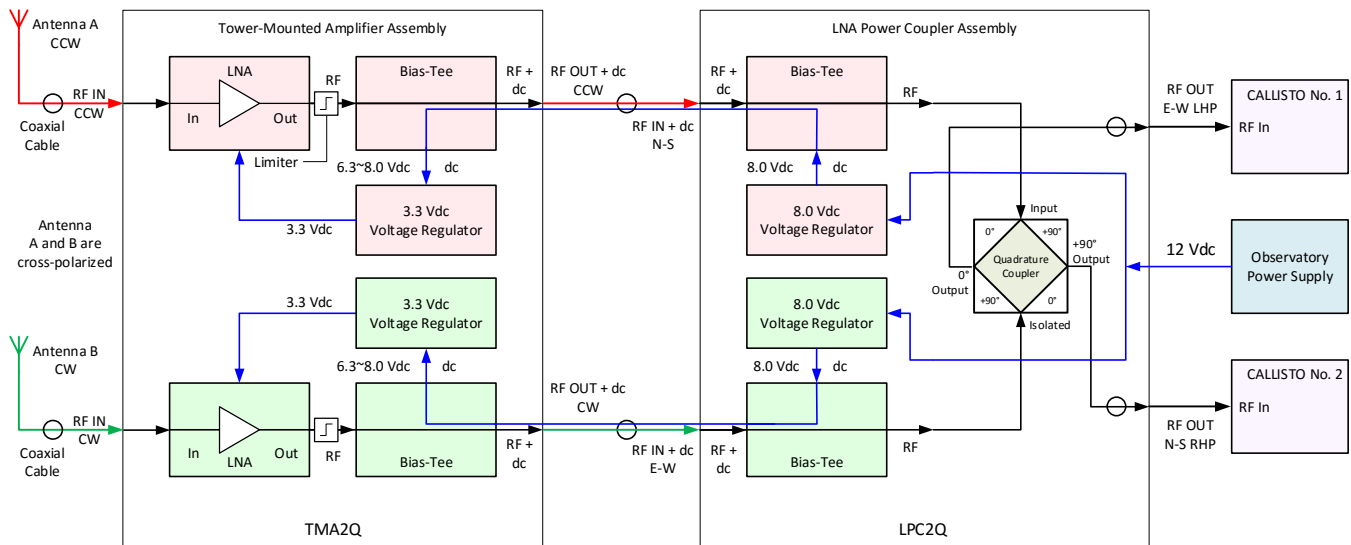 Tower-Mounted Amplifier Assembly
LNA Power Coupler Assembly
Antenna A
CCW
RF IN
CCW
Coaxial
Cable
LNA
In
Out
RF
Limiter
Bias-Tee
RF +
dc
6.3~8.0 Vdc
dc
3.3 Vdc
Voltage Regulator
3.3 Vdc
RF OUT + dc
CCW
RF IN + dc
N-S
RF +
dc
Bias-Tee
RF
8.0 Vdc
dc
8.0 Vdc
Voltage Regulator
Input
0°
+90°
Quadrature
Coupler
+90°
0°
Isolated
0°
Output
+90°
Output
RF OUT
E-W LHP
CALLISTO No. 1
RF In
12 Vdc
Observatory
Power Supply
Antenna
A and B are
cross-polarized
Antenna B
CW
RF IN
CW
Coaxial
Cable
3.3 Vdc
3.3 Vdc
Voltage Regulator
6.3~8.0 Vdc
dc
In
Out
LNA
RF
Bias-Tee
RF +
dc
RF OUT + dc
CW
RF IN + dc
E-W
RF +
dc
8.0 Vdc
Voltage Regulator
8.0 Vdc
dc
Bias-Tee
RF
RF OUT
N-S RHP
CALLISTO No. 2
RF In
TMA2Q
LPC2Q